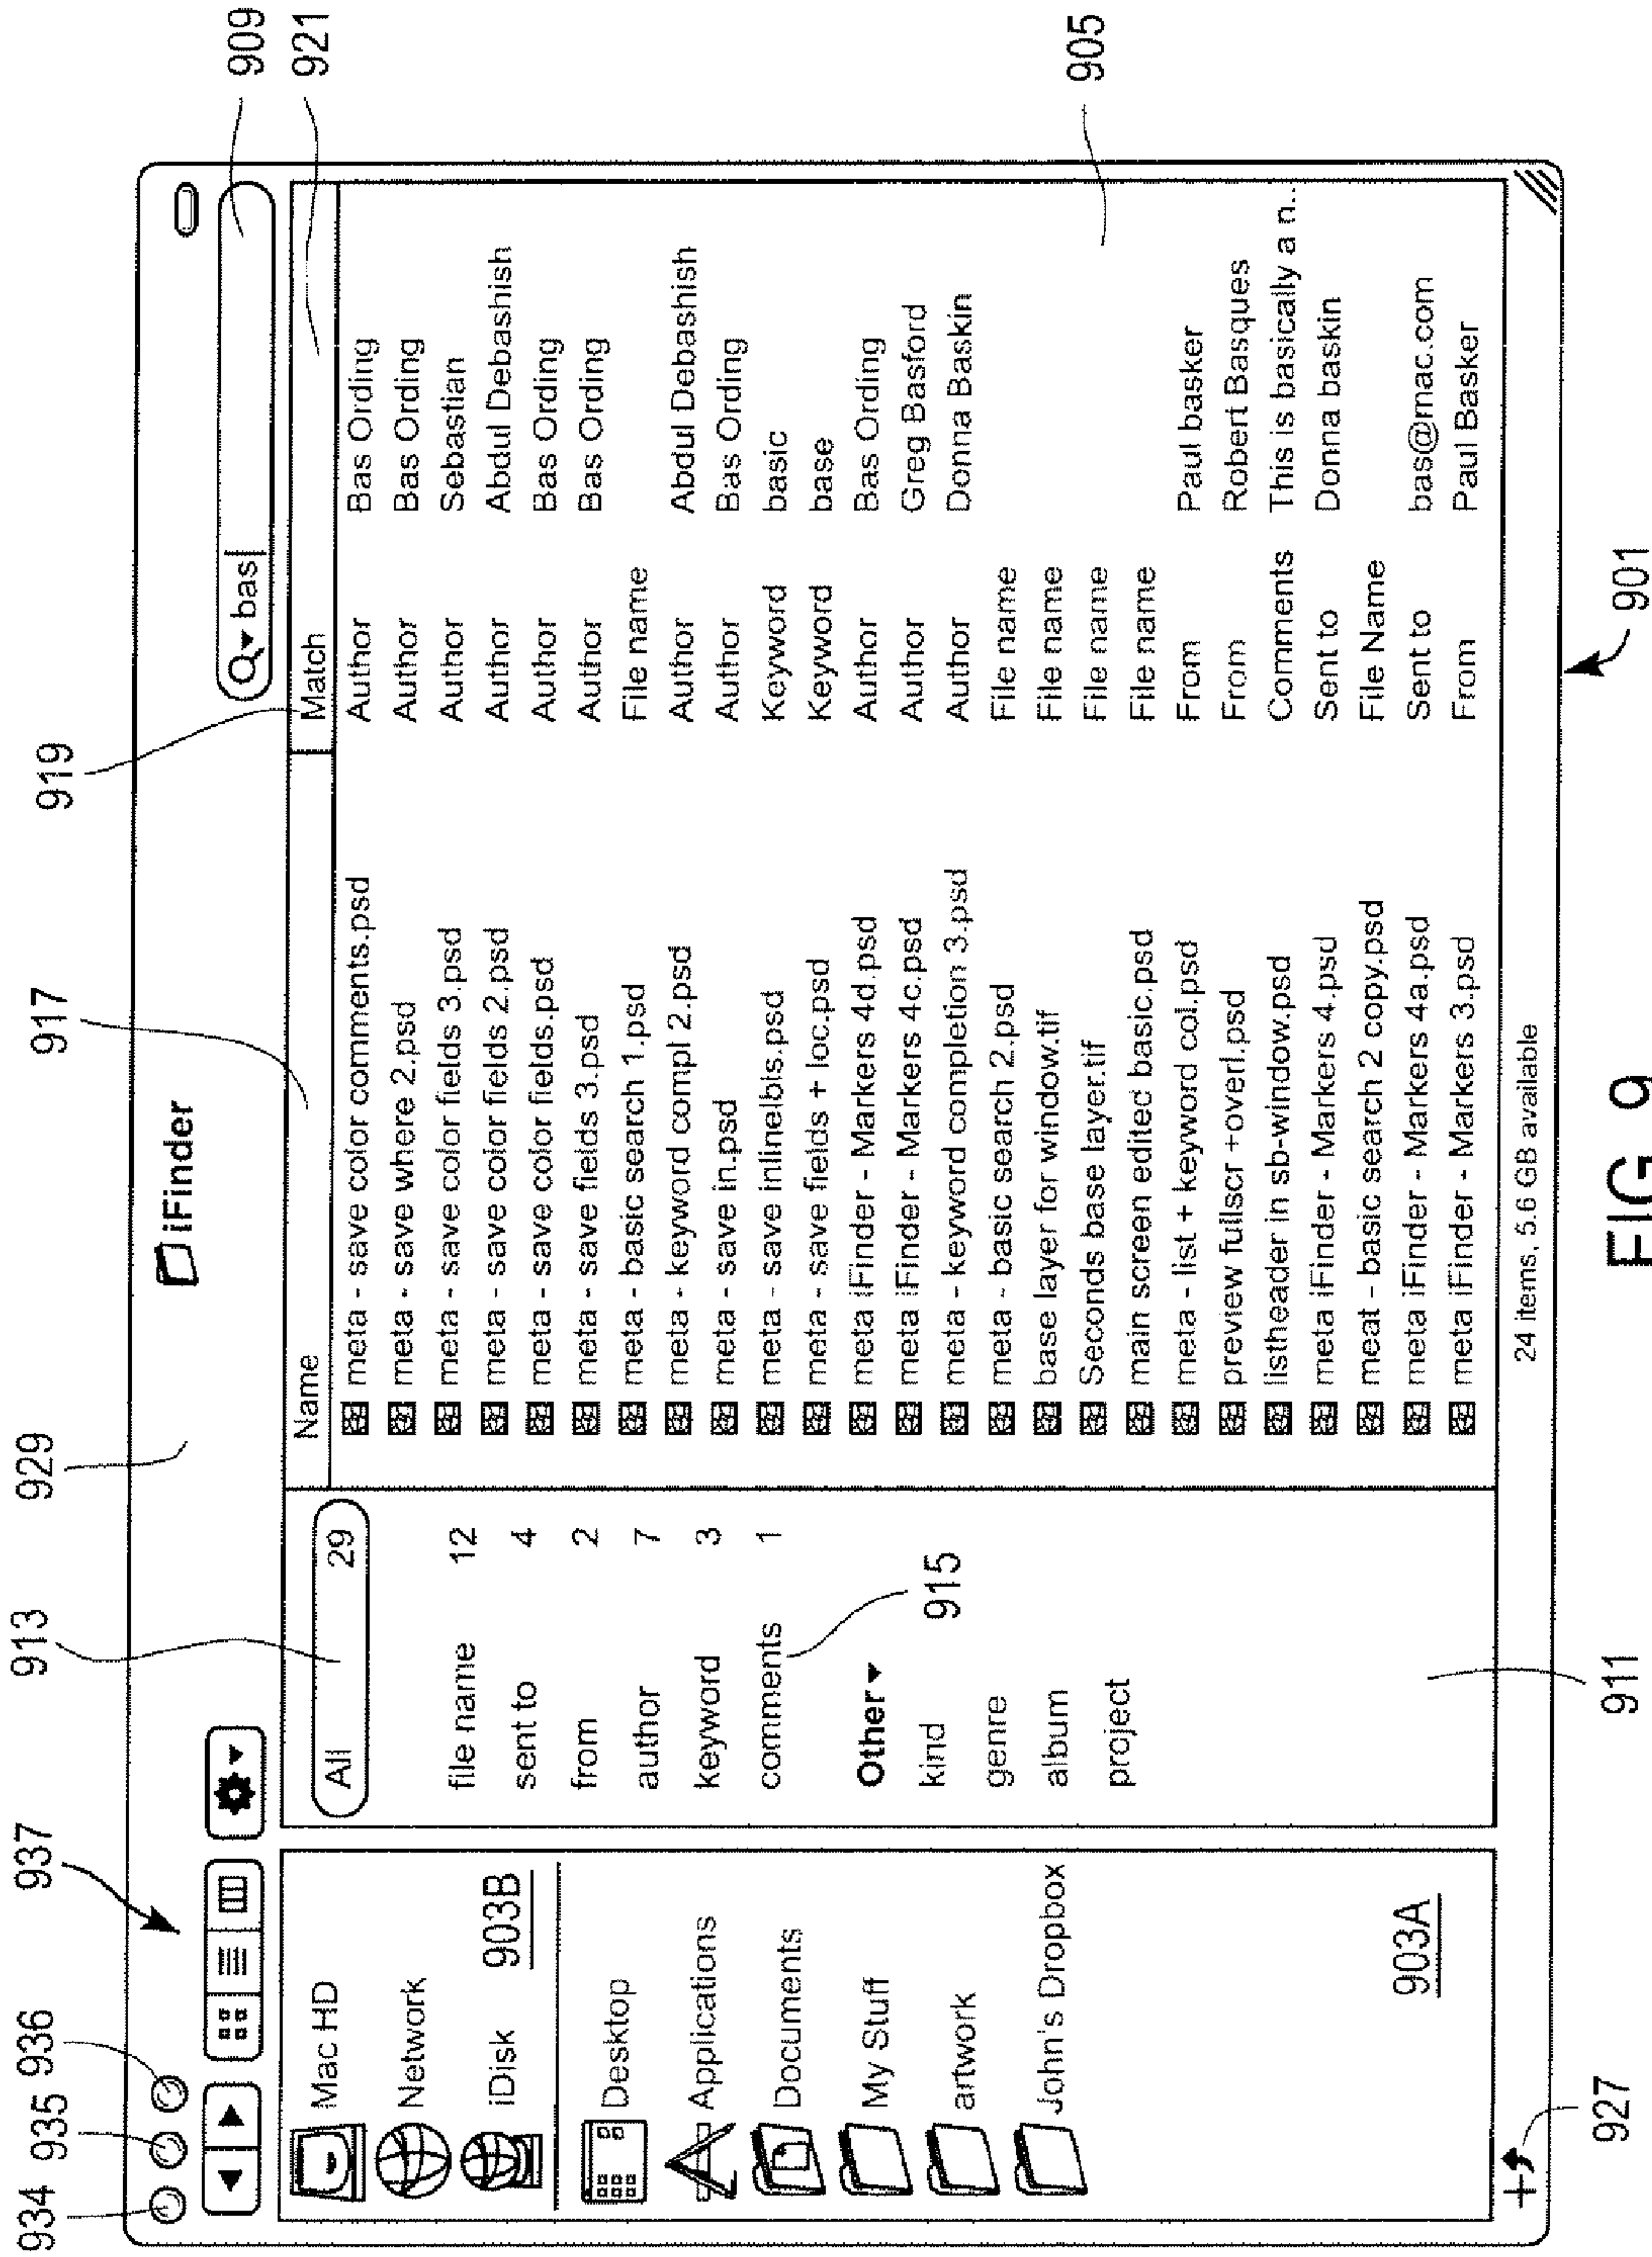 919
917
929
913
937
936
935
934
909
921
iFinder
bas
Name
Match
Mac HD
Network
iDisk
903B
Desktop
Applications
Documents
My Stuff
artwork
John's Dropbox
903A
All 29
file name 12
sent to 4
from 2
author 7
keyword 3
comments 1
915
Other
kind
genre
album
project
meta - save color comments.psd Author Bas Ording
meta - save where 2.psd Author Bas Ording
meta - save color fields 3.psd Author Sebastian
meta - save color fields 2.psd Author Abdul Debashish
meta - save color fields.psd Author Bas Ording
meta - save fields 3.psd Author Bas Ording
meta - basic search 1.psd File name
meta - keyword compl 2.psd Author Abdul Debashish
meta - save in.psd Author Bas Ording
meta - save inlinelbls.psd Keyword basic
meta - save fields + loc.psd Keyword base
meta iFinder - Markers 4d.psd Author Bas Ording
meta iFinder - Markers 4c.psd Author Greg Basford
meta - keyword completion 3.psd Author Donna Baskin
meta - basic search 2.psd File name
base layer for window.tif File name
Seconds base layer.tif File name
main screen edited basic.psd File name
meta - list + keyword col.psd From Paul basker
preview fullscr +overl.psd From Robert Basques
listheader in sb-window.psd Comments This is basically a n..
meta iFinder - Markers 4.psd Sent to Donna baskin
meat - basic search 2 copy.psd File Name
meta iFinder - Markers 4a.psd Sent to bas@mac.com
meta iFinder - Markers 3.psd From Paul Basker
905
24 items, 5.6 GB available
927
911
901
FIG. 9